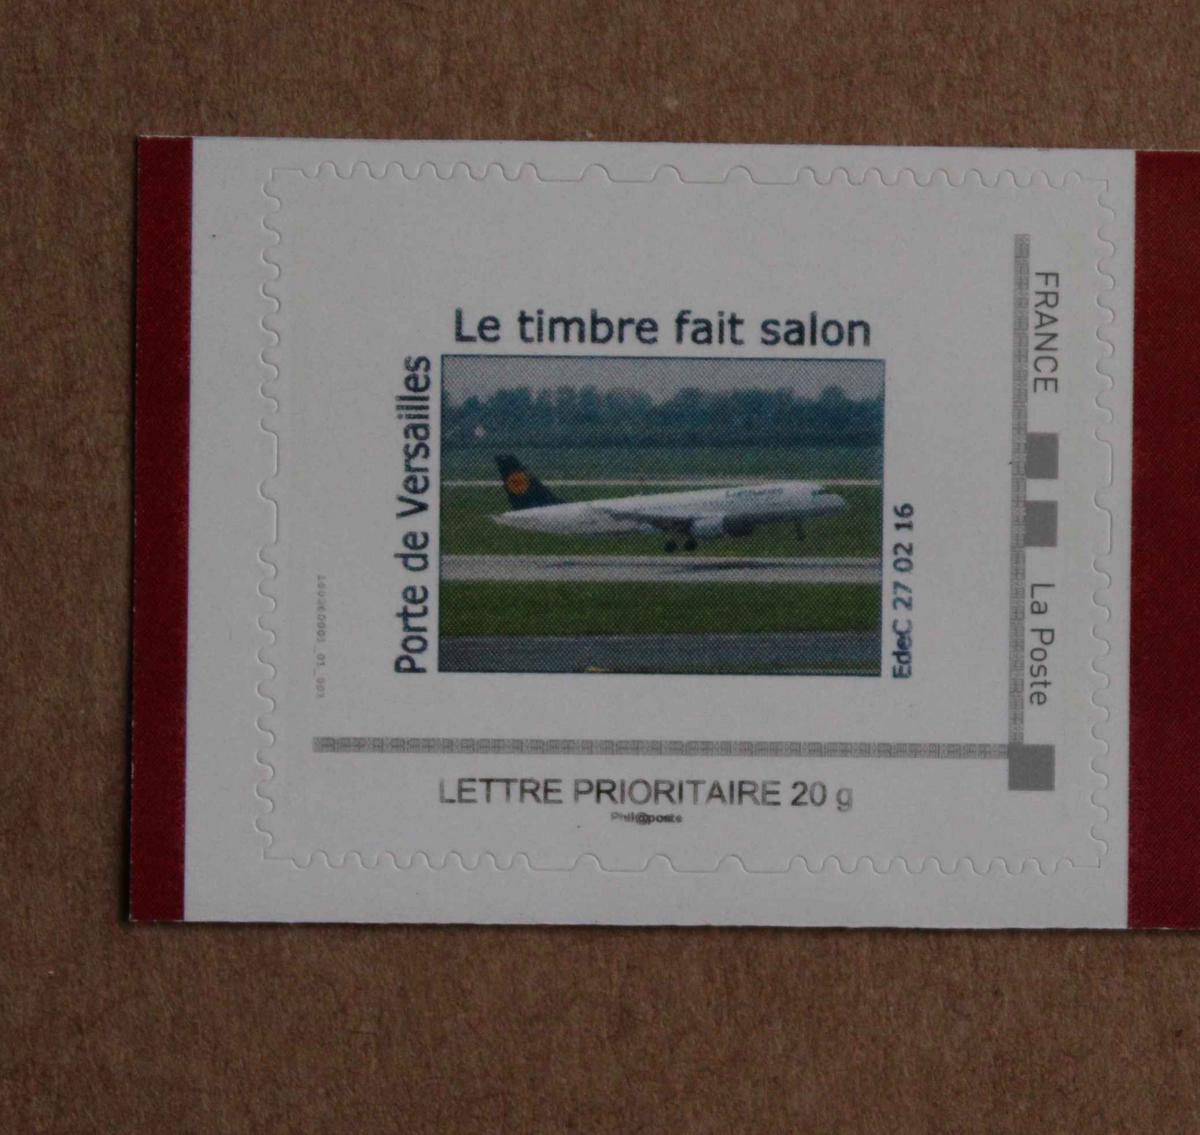 Le timbre fait salon
Porte de Versailles
EdeC 27 02 16
FRANCE
La Poste
LETTRE PRIORITAIRE 20 g
Phil@poste